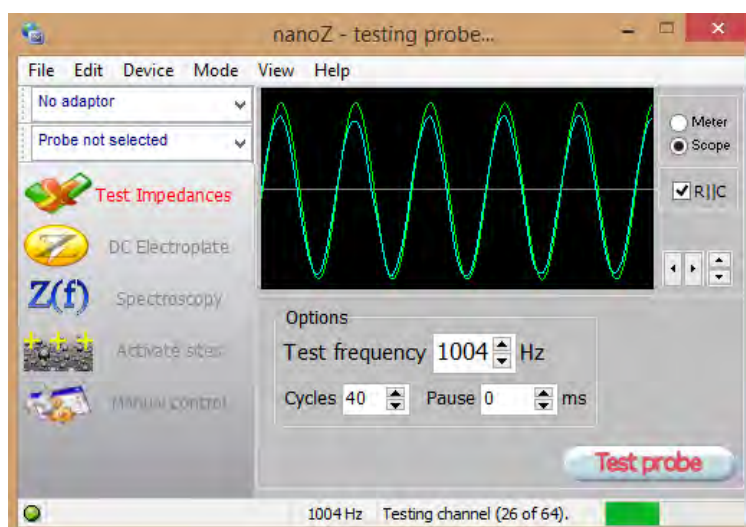 nanoZ - testing probe...
File Edit Device Mode View Help
No adaptor
Probe not selected
Meter
Scope
R||C
Test Impedances
DC Electroplate
Z(f) Spectroscopy
Activate sites
Manual control
Options
Test frequency 1004 Hz
Cycles 40 Pause 0 ms
Test probe
1004 Hz Testing channel (26 of 64).